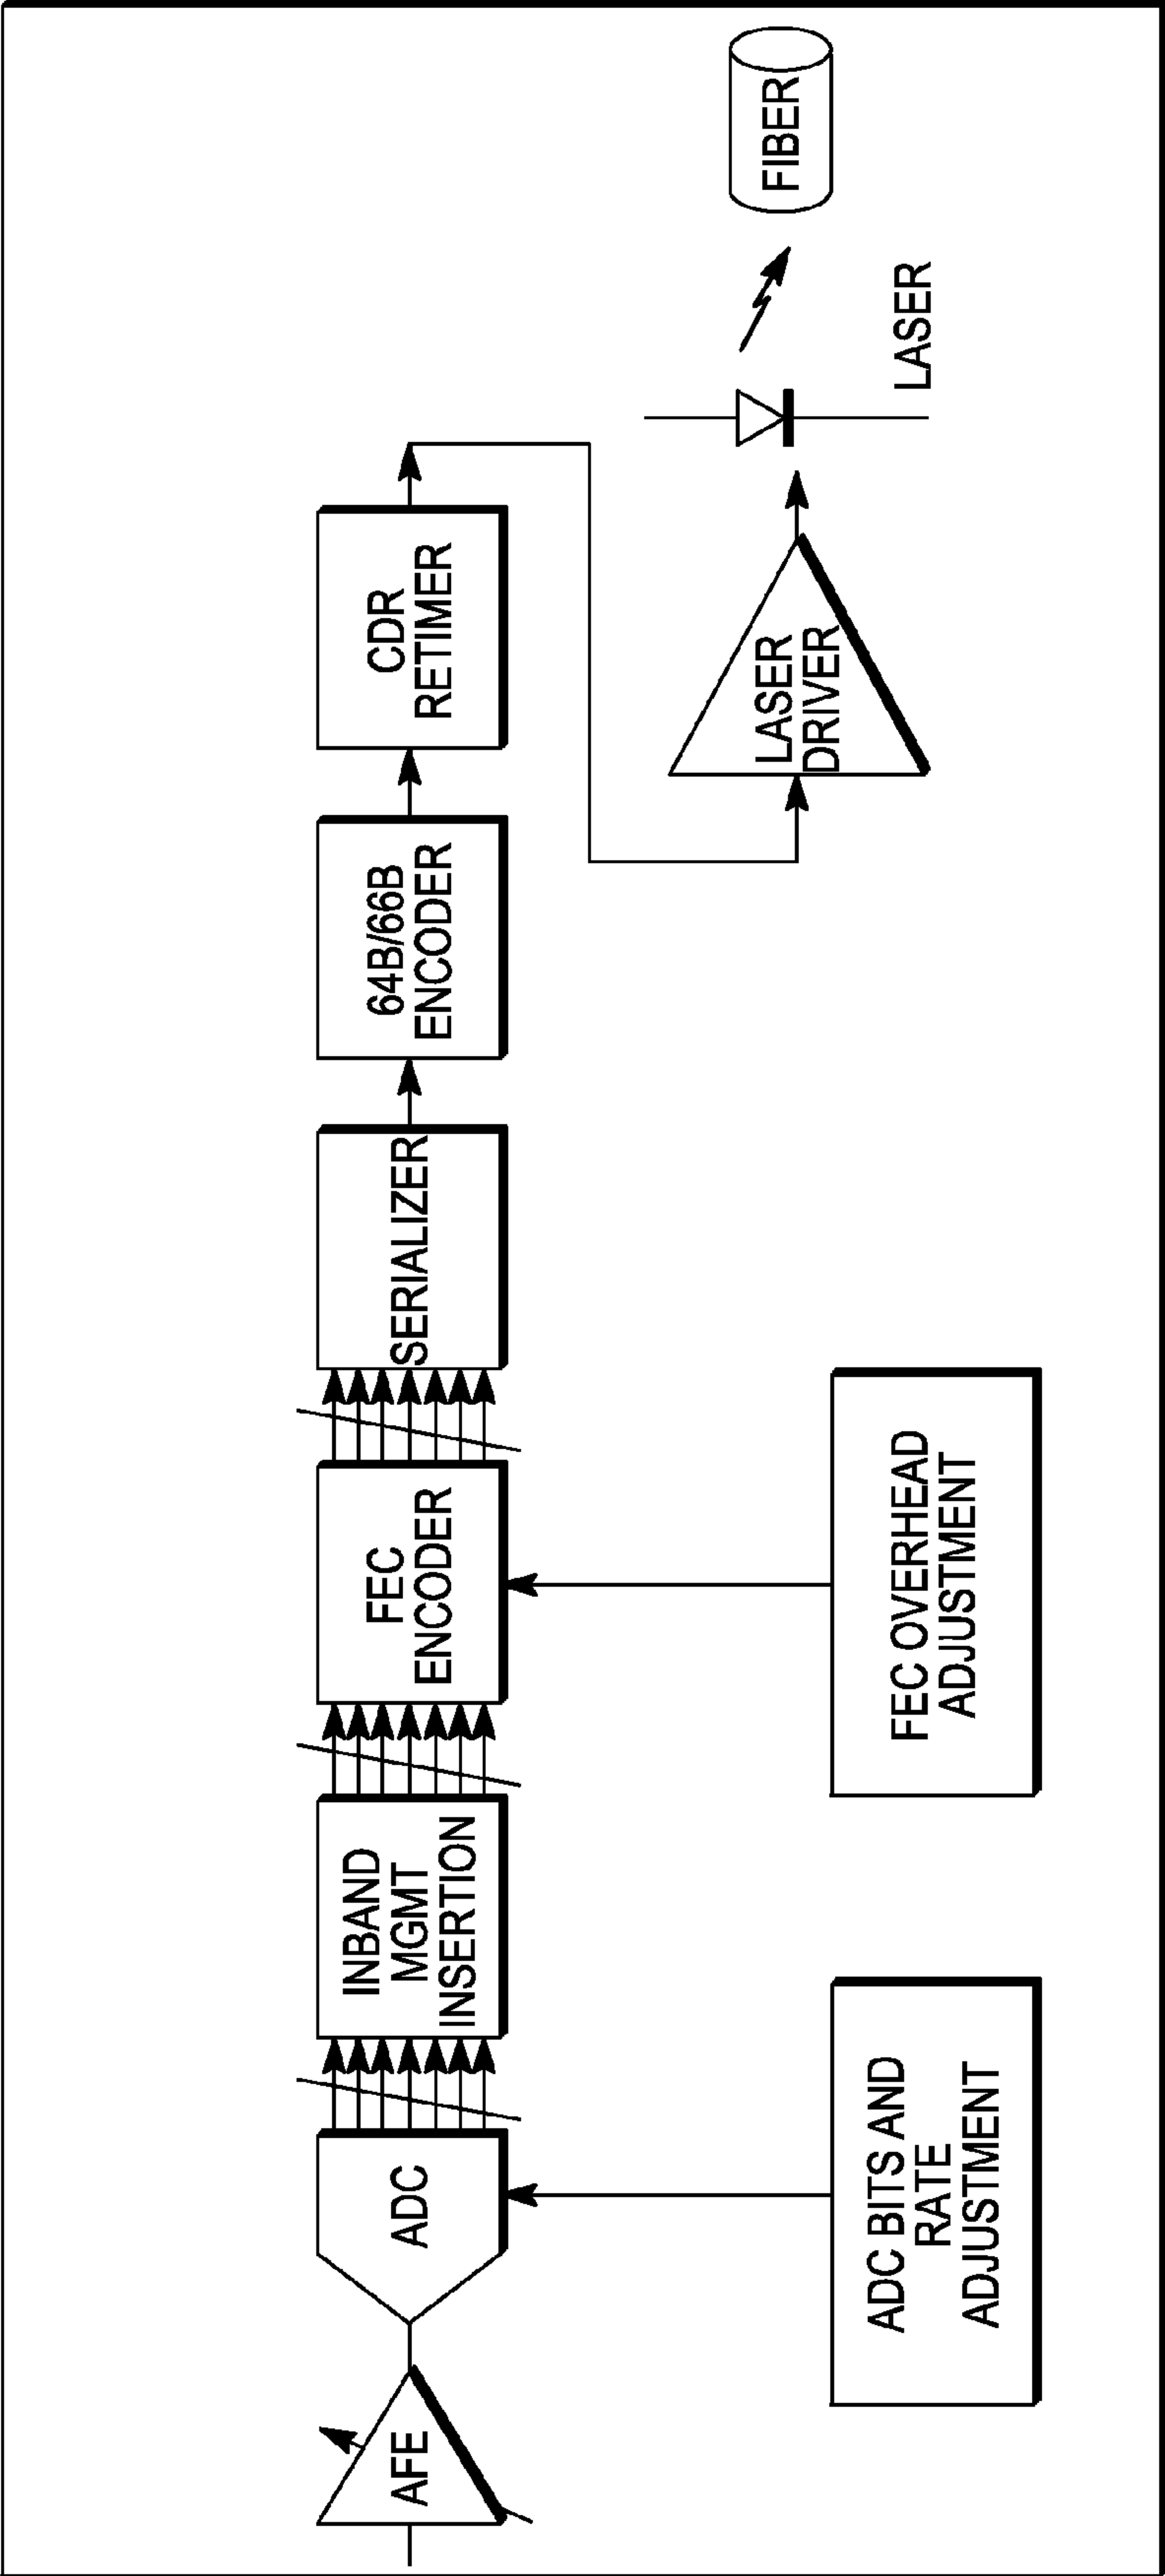 AFE
ADC
INBAND
MGMT
INSERTION
FEC
ENCODER
SERIALIZER
64B/66B
ENCODER
CDR
RETIMER
ADC BITS AND
RATE
ADJUSTMENT
FEC OVERHEAD
ADJUSTMENT
LASER
DRIVER
LASER
FIBER